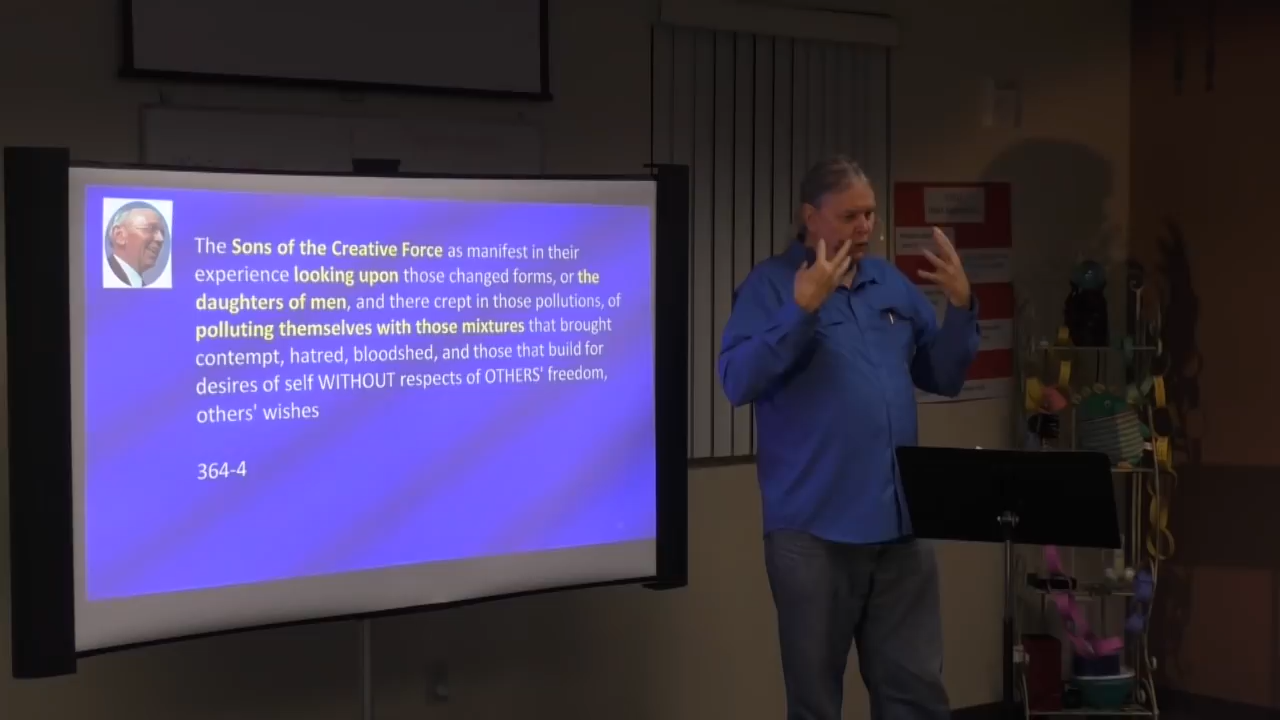 The Sons of the Creative Force as manifest in their
experience looking upon those changed forms, or the
daughters of men, and there crept in those pollutions, of
polluting themselves with those mixtures that brought
contempt, hatred, bloodshed, and those that build for
desires of self WITHOUT respects of OTHERS' freedom,
others' wishes
364-4